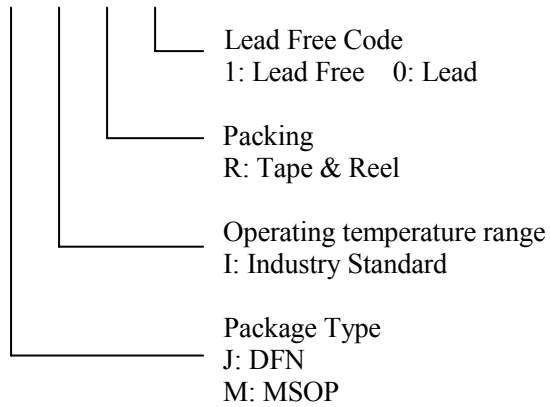 Lead Free Code
1: Lead Free 0: Lead
Packing
R: Tape & Reel
Operating temperature range
I: Industry Standard
Package Type
J: DFN
M: MSOP